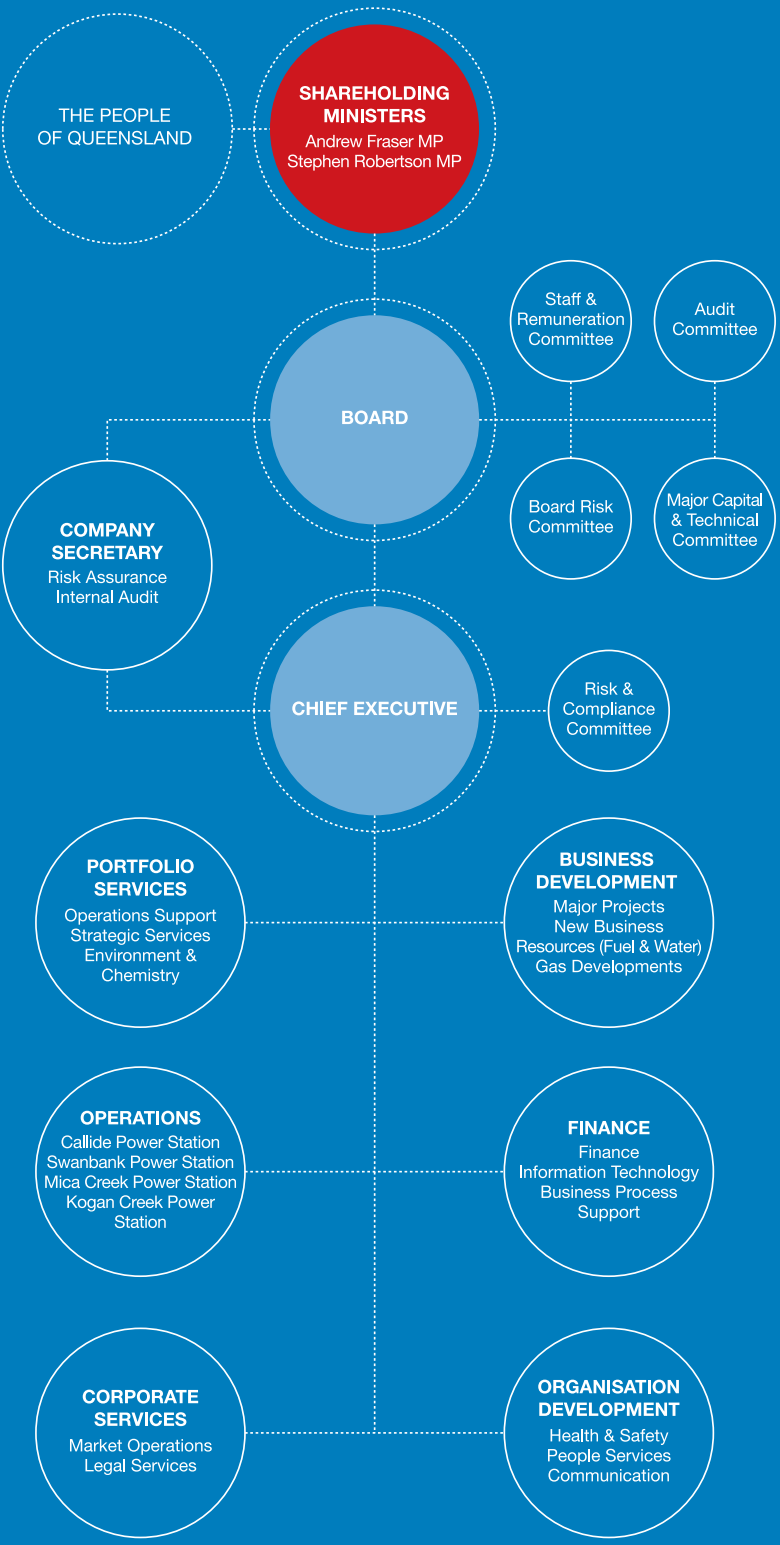 THE PEOPLE
OF QUEENSLAND
SHAREHOLDING
MINISTERS
Andrew Fraser MP
Stephen Robertson MP
Staff &
Remuneration
Committee
Audit
Committee
BOARD
Board Risk
Committee
Major Capital
& Technical
Committee
COMPANY
SECRETARY
Risk Assurance
Internal Audit
CHIEF EXECUTIVE
Risk &
Compliance
Committee
PORTFOLIO
SERVICES
Operations Support
Strategic Services
Environment &
Chemistry
BUSINESS
DEVELOPMENT
Major Projects
New Business
Resources (Fuel & Water)
Gas Developments
OPERATIONS
Callide Power Station
Swanbank Power Station
Mica Creek Power Station
Kogan Creek Power
Station
FINANCE
Finance
Information Technology
Business Process
Support
CORPORATE
SERVICES
Market Operations
Legal Services
ORGANISATION
DEVELOPMENT
Health & Safety
People Services
Communication